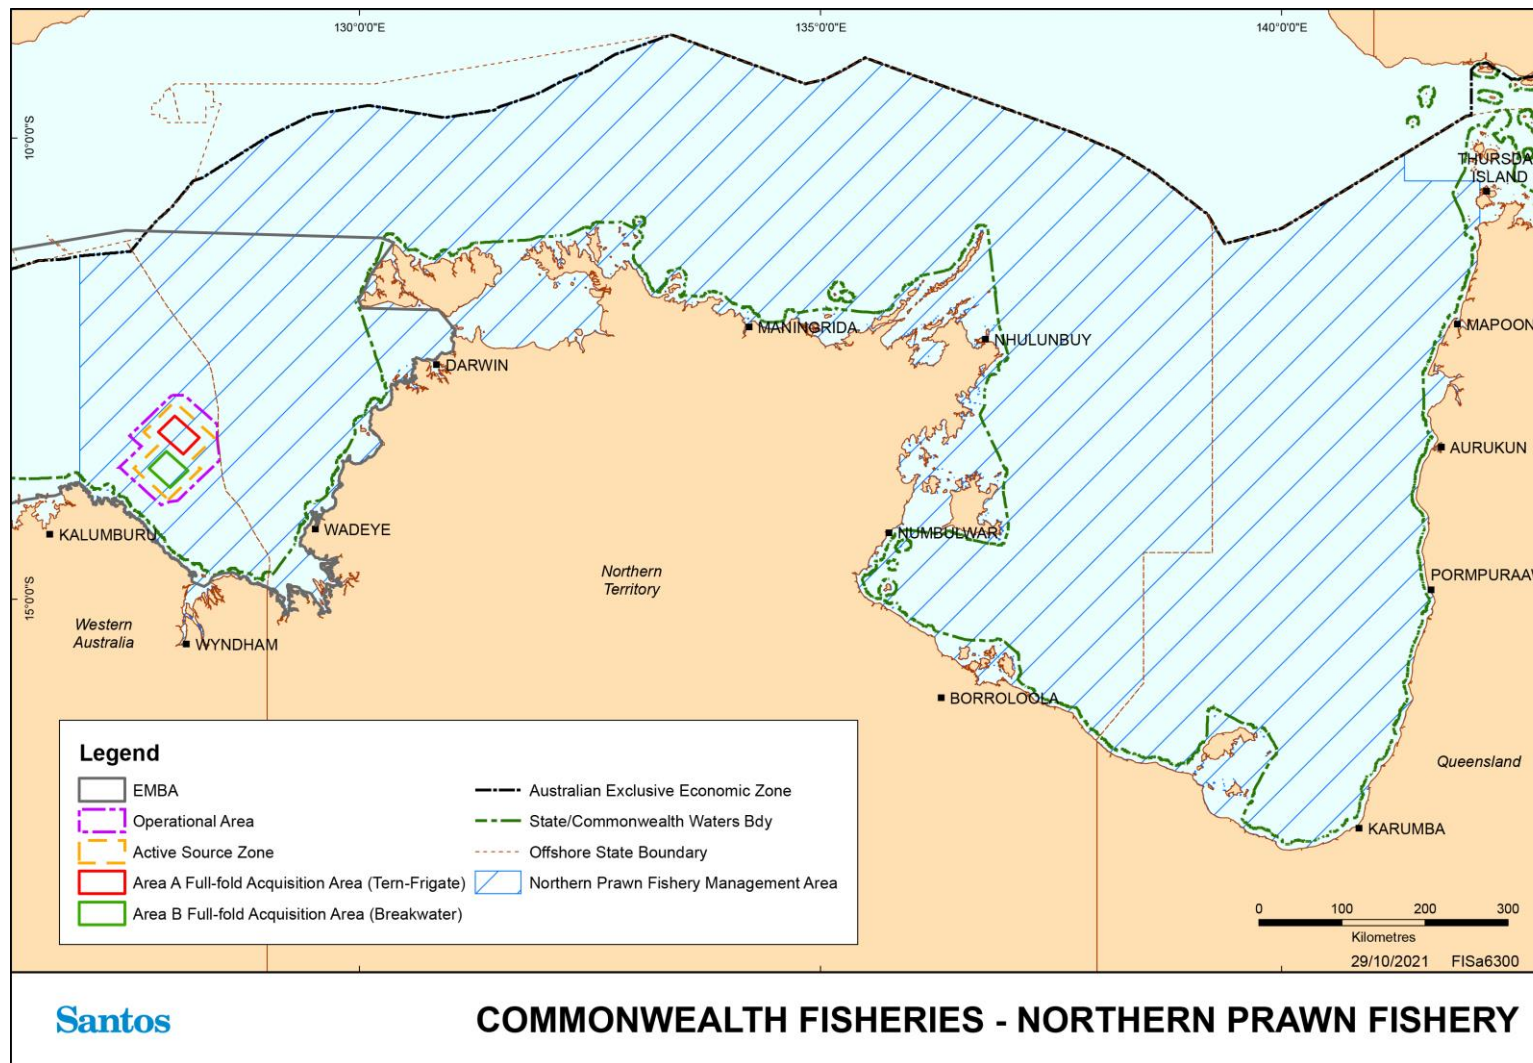 130°0'0"E
135°0'0"E
140°0'0"E
10°0'0"S
THURSDA
ISLAND
MANINGRIDA
NHULUNBUY
MAPOON
DARWIN
AURUKUN
KALUMBURU
WADEYE
NUMBULWAR
Northern
Territory
PORMPURAAW
15°0'0"S
Western
Australia
WYNDHAM
BORROLOOLA
Queensland
KARUMBA
Legend
EMBA
Operational Area
Active Source Zone
Area A Full-fold Acquisition Area (Tern-Frigate)
Area B Full-fold Acquisition Area (Breakwater)
Australian Exclusive Economic Zone
State/Commonwealth Waters Bdy
Offshore State Boundary
Northern Prawn Fishery Management Area
0 100 200 300
Kilometres
29/10/2021 FISa6300
Santos
COMMONWEALTH FISHERIES - NORTHERN PRAWN FISHERY